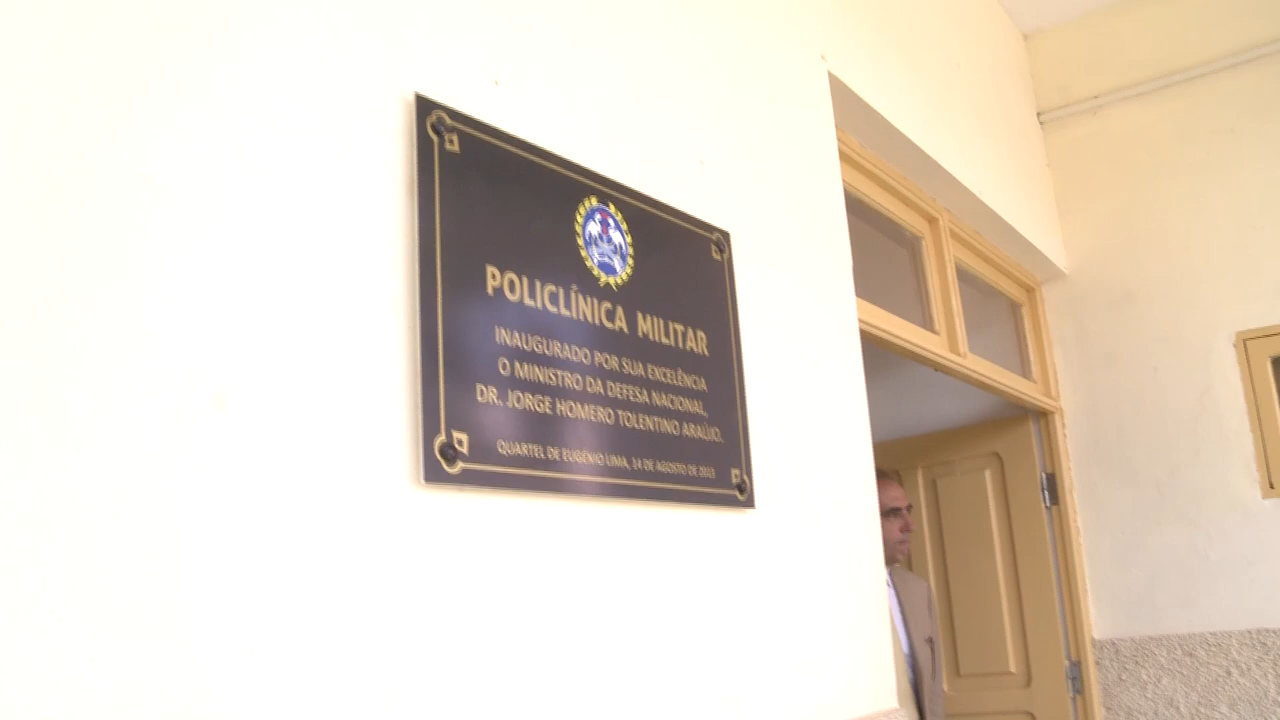 POLICLÍNICA MILITAR
INAUGURADO POR SUA EXCELÊNCIA
O MINISTRO DA DEFESA NACIONAL,
DR. JORGE HOMERO TOLENTINO ARAÚJO.
QUARTEL DE EUGÉNIO LIMA, 14 DE AGOSTO DE 2013